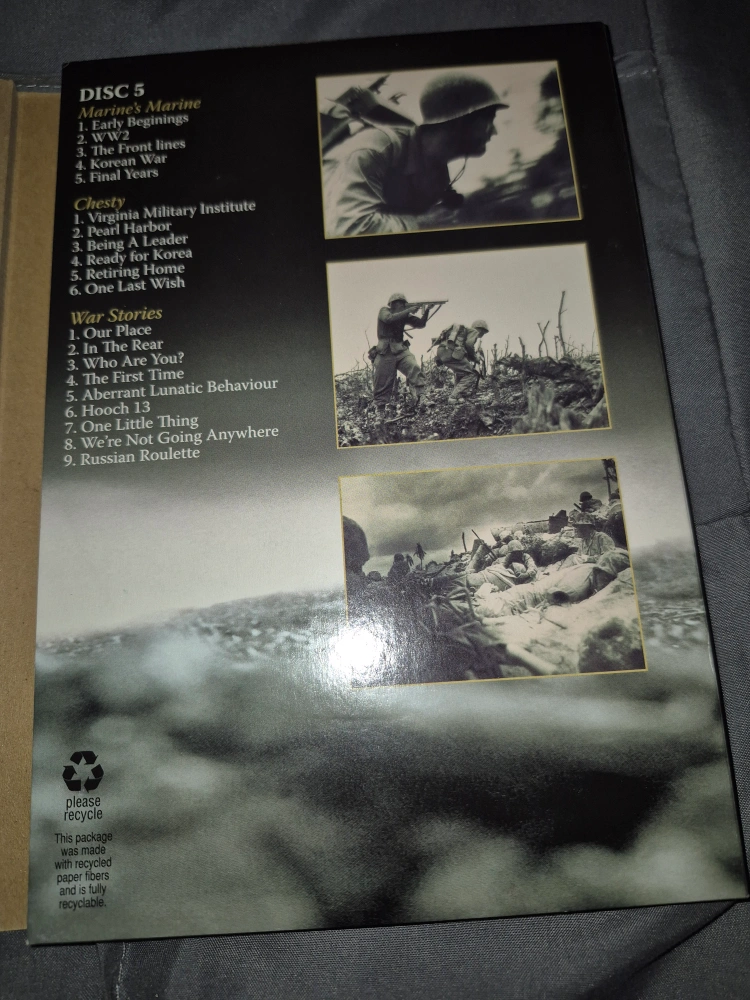 DISC 5
Marine's Marine
1. Early Beginings
2. WW2
3. The Front lines
4. Korean War
5. Final Years
Chesty
1. Virginia Military Institute
2. Pearl Harbor
3. Being A Leader
4. Ready for Korea
5. Retiring Home
6. One Last Wish
War Stories
1. Our Place
2. In The Rear
3. Who Are You?
4. The First Time
5. Aberrant Lunatic Behaviour
6. Hooch 13
7. One Little Thing
8. We're Not Going Anywhere
9. Russian Roulette
please
recycle
This package
was made
with recycled
paper fibers
and is fully
recyclable.